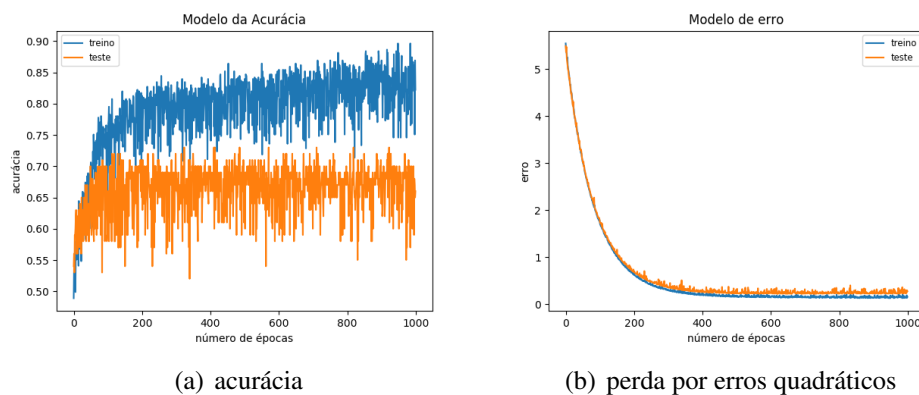 Modelo da Acurácia
0.90
0.85
0.80
0.75
0.70
0.65
0.60
0.55
0.50
acurácia
treino
teste
0
200
400
600
800
1000
número de épocas
(a) acurácia
Modelo de erro
5
4
3
2
1
0
erro
treino
teste
0
200
400
600
800
1000
número de épocas
(b) perda por erros quadráticos